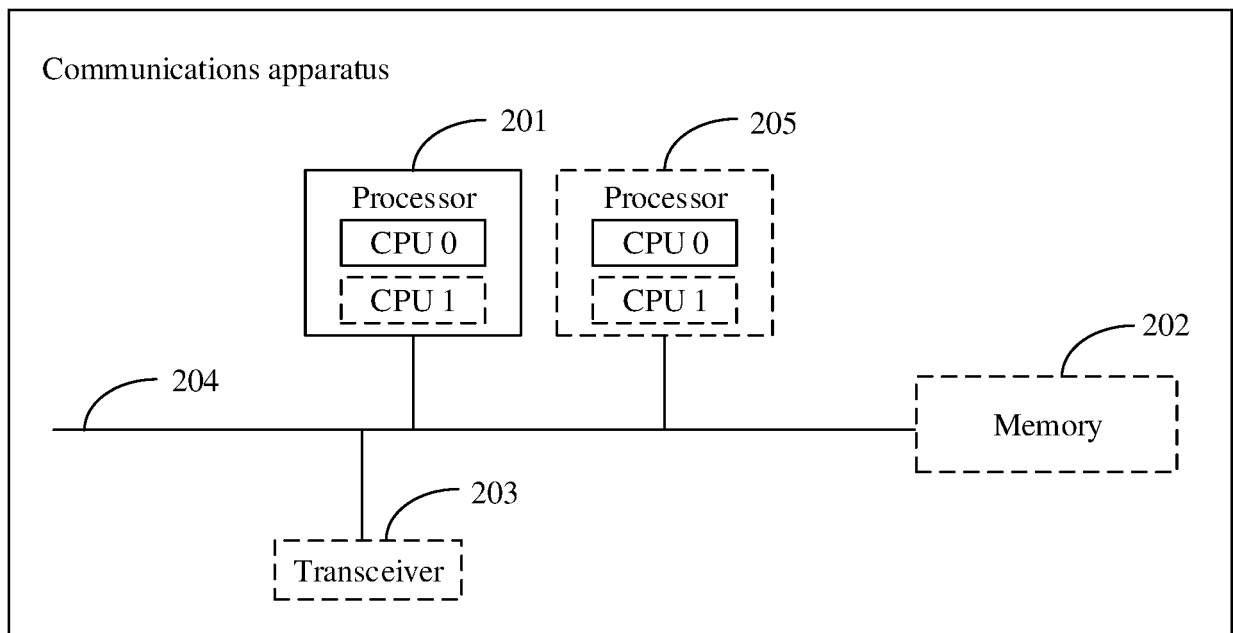 Communications apparatus
201
205
Processor
CPU 0
CPU 1
Processor
CPU 0
CPU 1
202
204
Memory
203
Transceiver